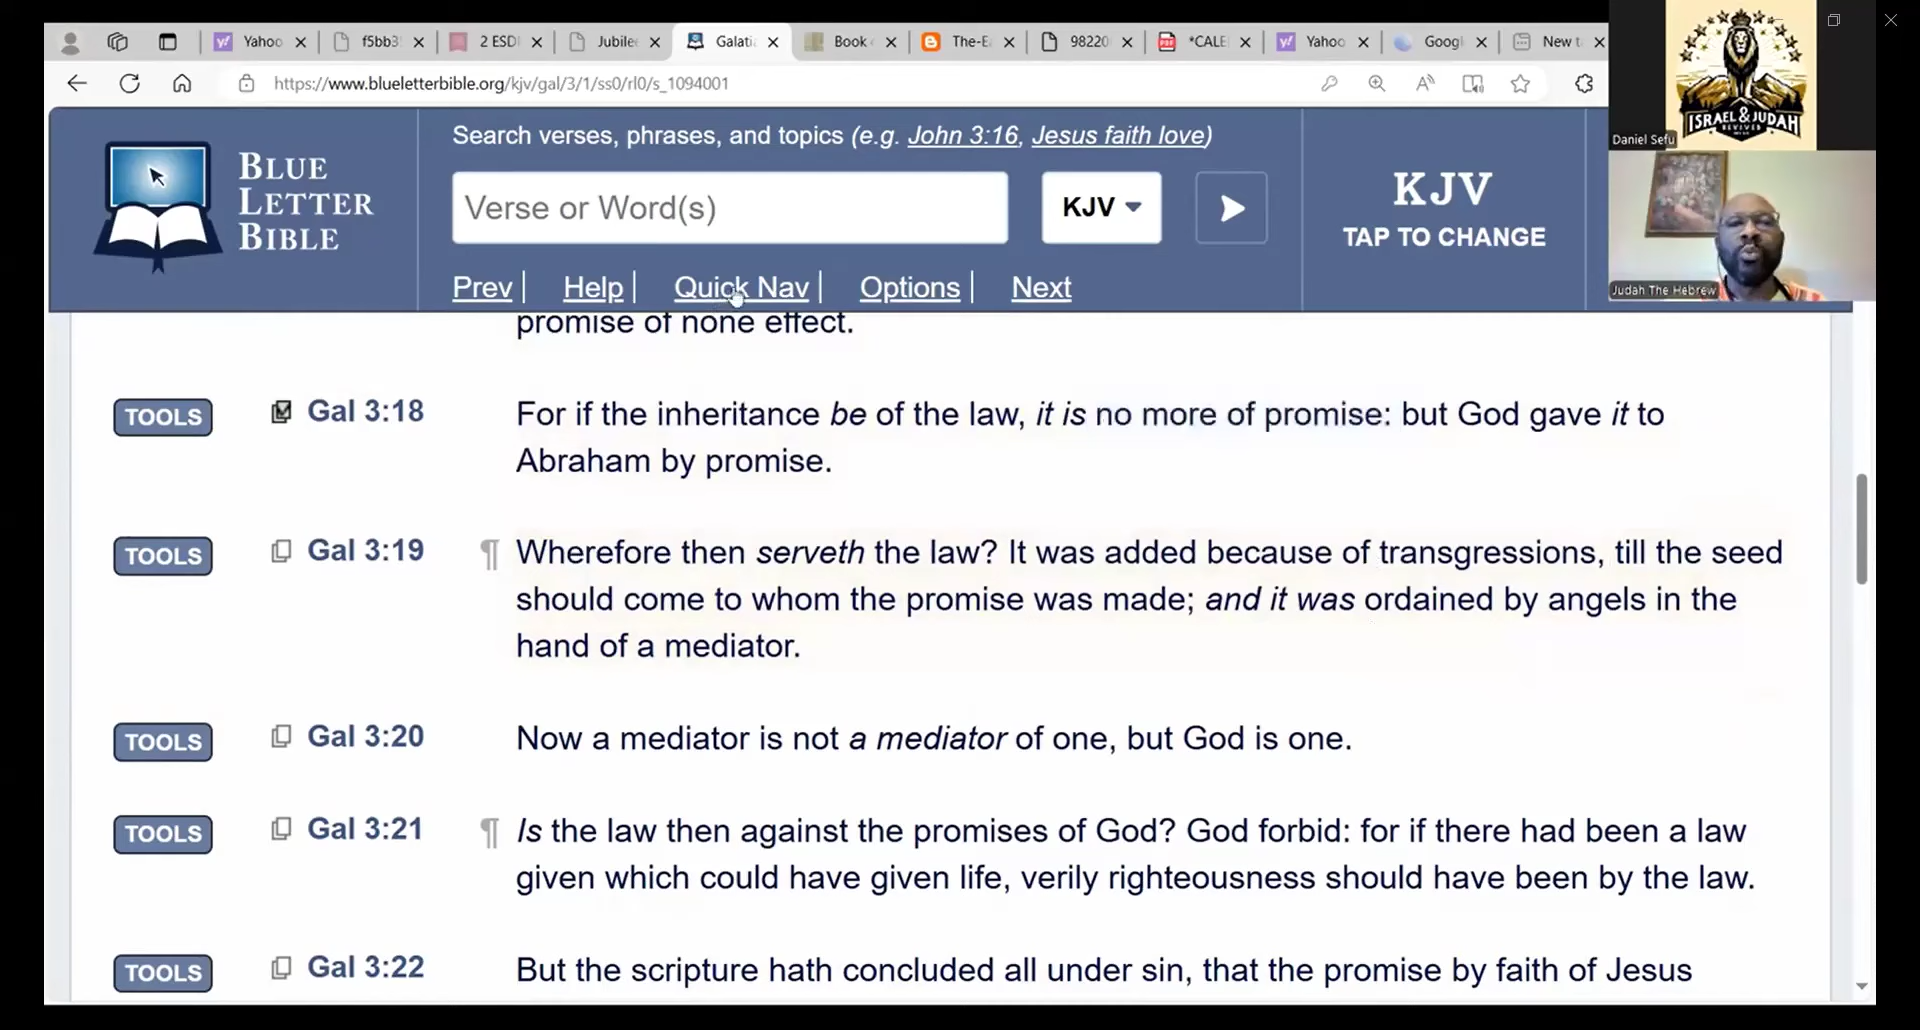 Yahoo
f5bb3
2 ESD
Jubile
Galati
Book
The-E
98220
*CALE
Yahoo
Googl
New t
https://www.blueletterbible.org/kjv/gal/3/1/ss0/rl0/s_1094001
ISRAEL & JUDAH
REVIVED
Daniel Sefu
Judah The Hebrew
BLUE
LETTER
BIBLE
Search verses, phrases, and topics (e.g. John 3:16, Jesus faith love)
Verse or Word(s)
KJV
KJV
TAP TO CHANGE
Prev | Help | Quick Nav | Options | Next
promise of none effect.
TOOLS Gal 3:18 For if the inheritance be of the law, it is no more of promise: but God gave it to
Abraham by promise.
TOOLS Gal 3:19 ¶ Wherefore then serveth the law? It was added because of transgressions, till the seed
should come to whom the promise was made; and it was ordained by angels in the
hand of a mediator.
TOOLS Gal 3:20 Now a mediator is not a mediator of one, but God is one.
TOOLS Gal 3:21 ¶ Is the law then against the promises of God? God forbid: for if there had been a law
given which could have given life, verily righteousness should have been by the law.
TOOLS Gal 3:22 But the scripture hath concluded all under sin, that the promise by faith of Jesus